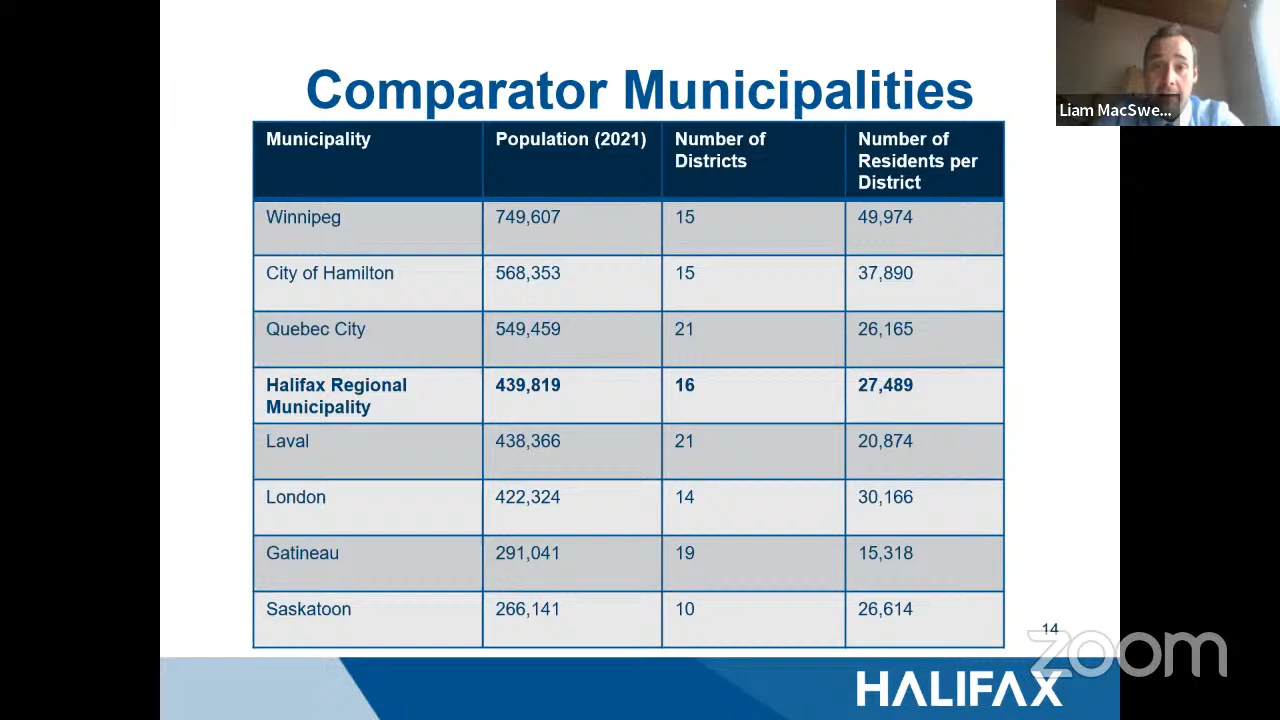 Comparator Municipalities
Liam MacSwe...
Municipality Population (2021) Number of Districts Number of Residents per District
Winnipeg 749,607 15 49,974
City of Hamilton 568,353 15 37,890
Quebec City 549,459 21 26,165
Halifax Regional Municipality 439,819 16 27,489
Laval 438,366 21 20,874
London 422,324 14 30,166
Gatineau 291,041 19 15,318
Saskatoon 266,141 10 26,614
14
zoom
HALIFAX